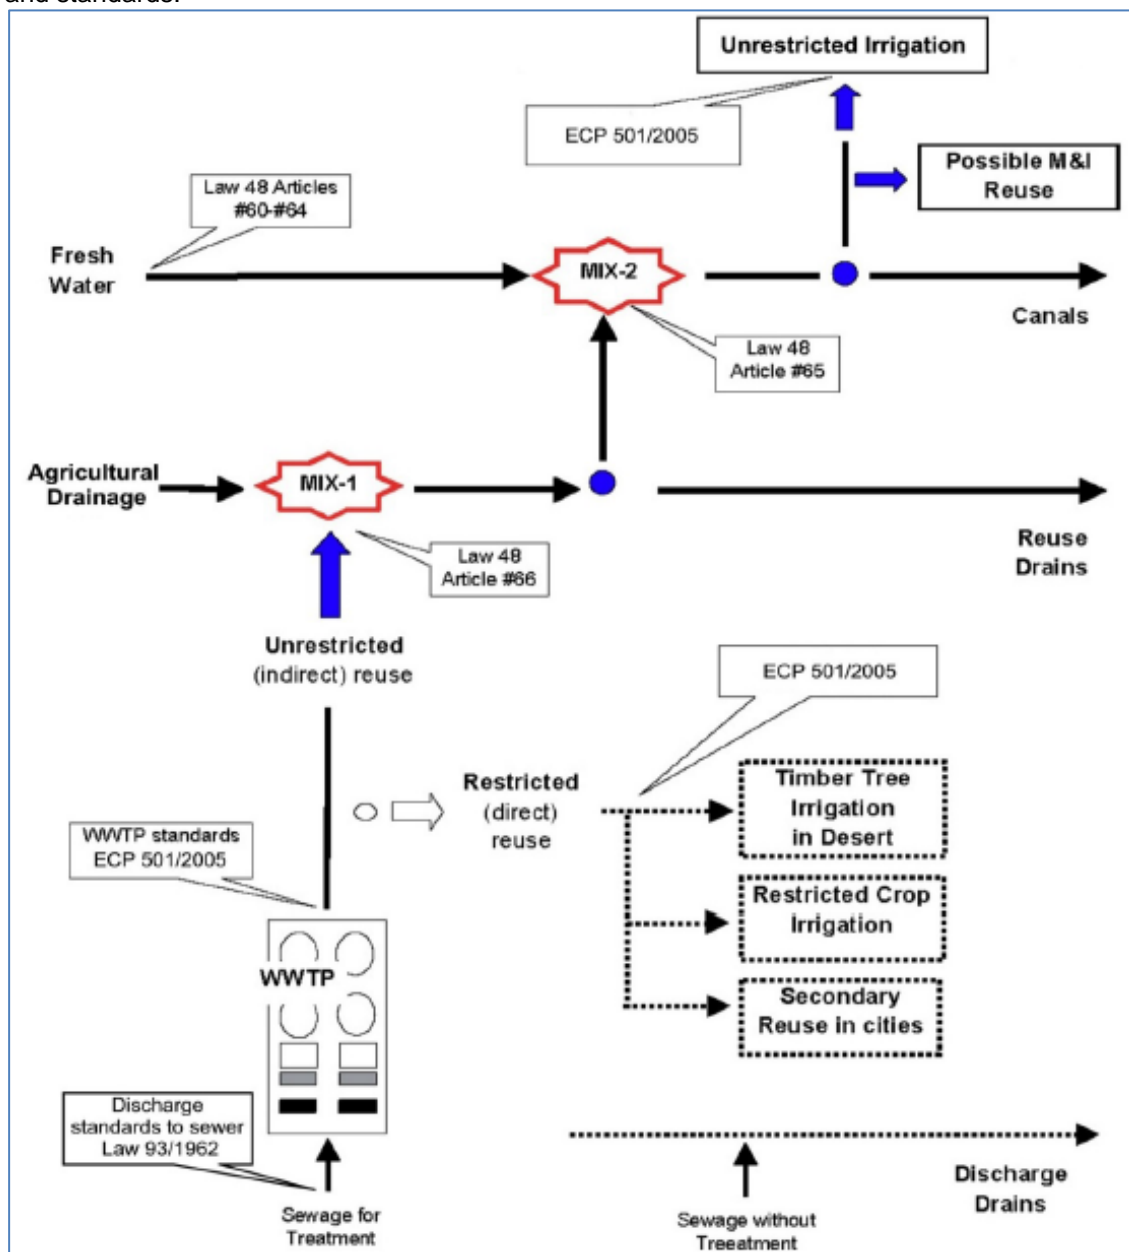 and standards.
Unrestricted Irrigation
ECP 501/2005
Possible M&I
Reuse
Law 48 Articles
#60-#64
Fresh
Water
MIX-2
Canals
Law 48
Article #65
Agricultural
Drainage
MIX-1
Law 48
Article #66
Reuse
Drains
Unrestricted
(indirect) reuse
ECP 501/2005
Restricted
(direct)
reuse
Timber Tree
Irrigation
in Desert
WWTP standards
ECP 501/2005
Restricted Crop
Irrigation
WWTP
Secondary
Reuse in cities
Discharge
standards to sewer
Law 93/1962
Discharge
Drains
Sewage for
Treatment
Sewage without
Treeatment